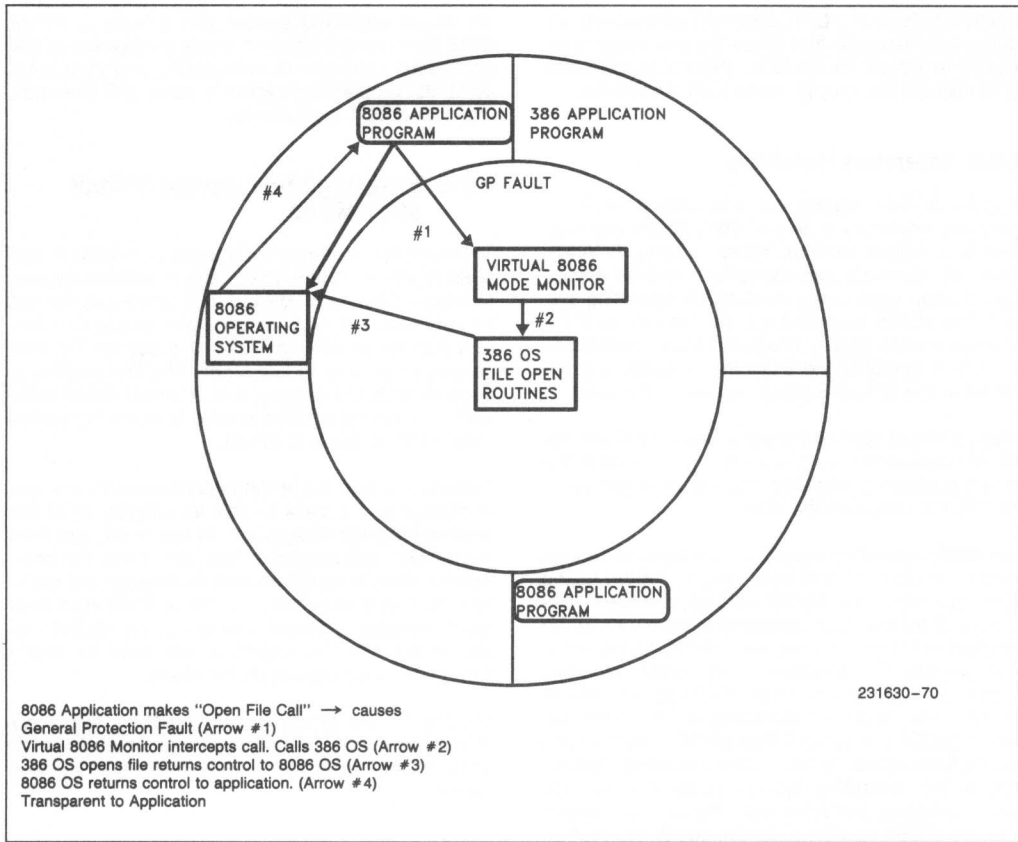 8086 APPLICATION
PROGRAM
386 APPLICATION
PROGRAM
GP FAULT
#4
#1
VIRTUAL 8086
MODE MONITOR
8086
OPERATING
SYSTEM
#3
#2
386 OS
FILE OPEN
ROUTINES
8086 APPLICATION
PROGRAM
231630–70
8086 Application makes "Open File Call" → causes
General Protection Fault (Arrow #1)
Virtual 8086 Monitor intercepts call. Calls 386 OS (Arrow #2)
386 OS opens file returns control to 8086 OS (Arrow #3)
8086 OS returns control to application. (Arrow #4)
Transparent to Application